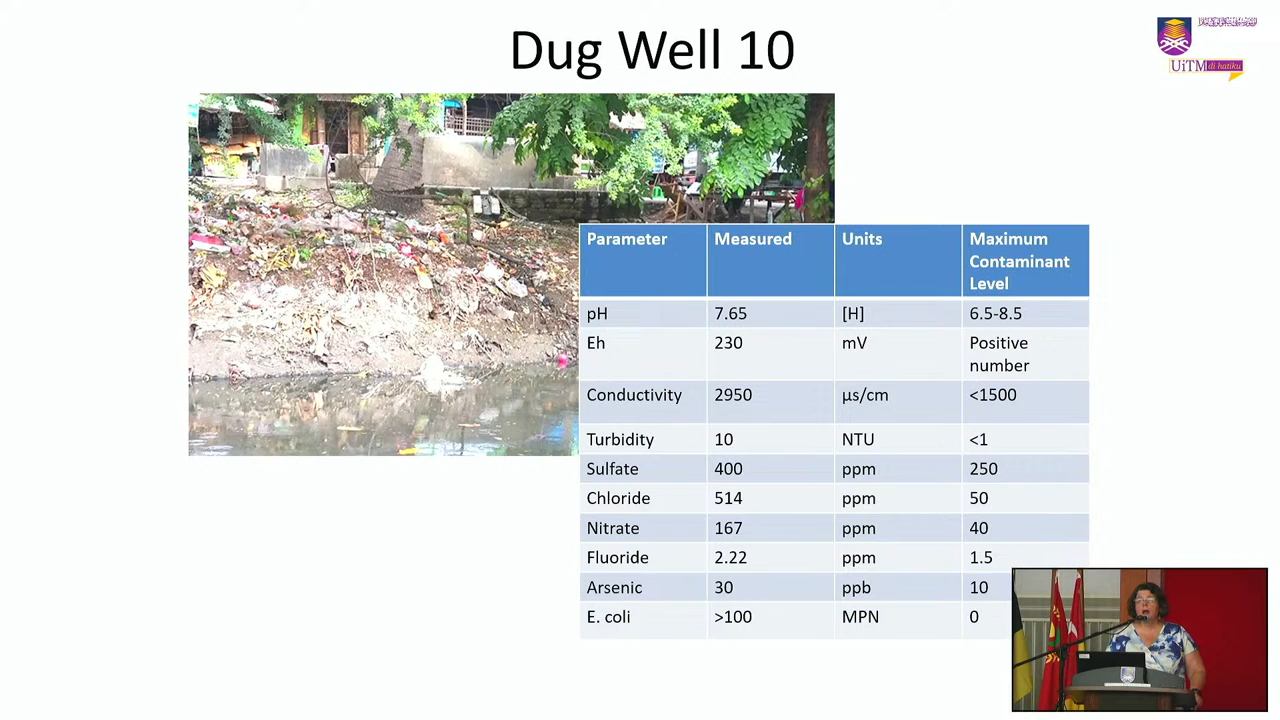 Dug Well 10
UiTM di hatiku
Parameter Measured Units Maximum
Contaminant
Level
pH 7.65 [H] 6.5-8.5
Eh 230 mV Positive
number
Conductivity 2950 µs/cm <1500
Turbidity 10 NTU <1
Sulfate 400 ppm 250
Chloride 514 ppm 50
Nitrate 167 ppm 40
Fluoride 2.22 ppm 1.5
Arsenic 30 ppb 10
E. coli >100 MPN 0